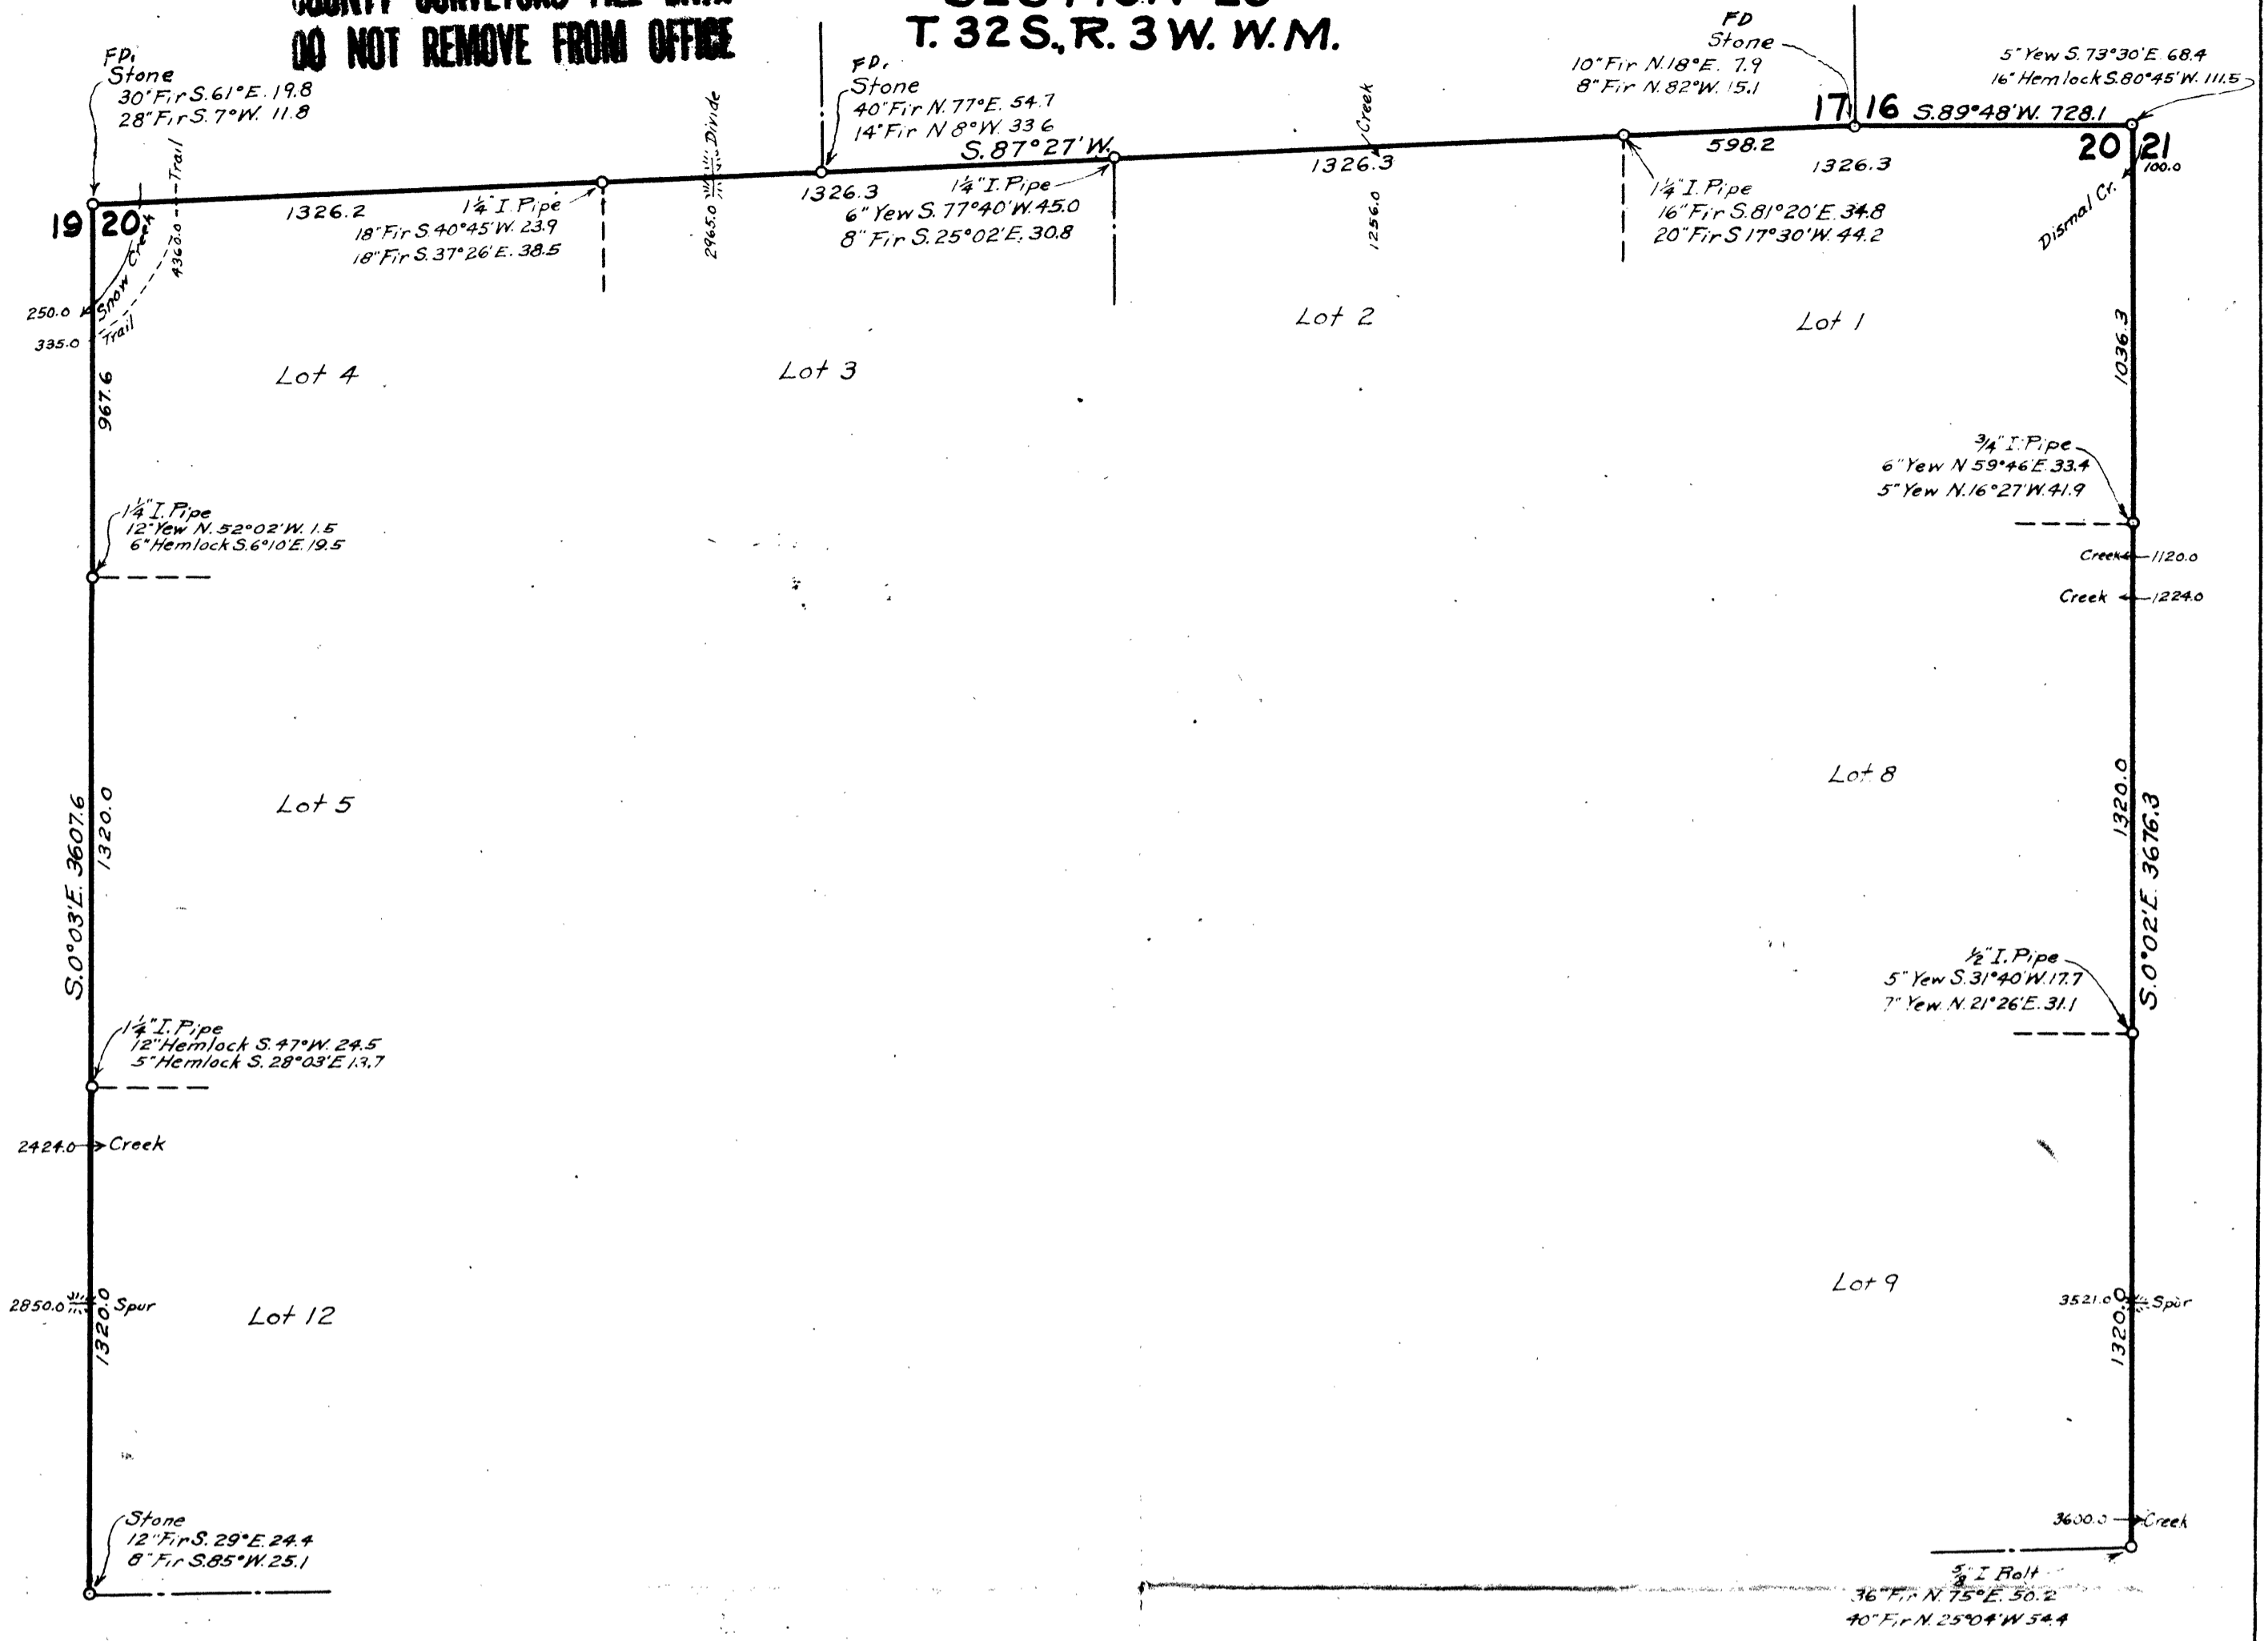 DO NOT REMOVE FROM OFFICE
T. 32 S., R. 3 W. W.M.
FD.
Stone
30" Fir S. 61° E. 19.8
28" Fir S. 7° W. 11.8
Trail
4360.0
2965.0
Divide
FD.
Stone
40" Fir N. 77° E. 54.7
14" Fir N 8° W. 33.6
S. 87° 27' W.
Creek
1256.0
FD
Stone
10" Fir N. 18° E. 7.9
8" Fir N. 82° W. 15.1
5" Yew S. 73° 30' E. 68.4
16" Hemlock S. 80° 45' W. 111.5
17 16
S. 89° 48' W. 728.1
20 21
100.0
Dismal Cr.
19 20
1326.2
1¼" I. Pipe
18" Fir S. 40° 45' W. 23.9
18" Fir S. 37° 26' E. 38.5
1326.3
1¼" I. Pipe
6" Yew S. 77° 40' W. 45.0
8" Fir S. 25° 02' E. 30.8
1326.3
598.2
1326.3
1¼" I. Pipe
16" Fir S. 81° 20' E. 34.8
20" Fir S 17° 30' W. 44.2
Snow Creek
250.0
335.0
Trail
967.6
Lot 4
Lot 3
Lot 2
Lot 1
1036.3
¾" I. Pipe
6" Yew N 59° 46' E. 33.4
5" Yew N. 16° 27' W. 41.9
1¼" I. Pipe
12" Yew N. 52° 02' W. 1.5
6" Hemlock S. 6° 10' E. 19.5
Creek 1120.0
Creek 1224.0
Lot 5
Lot 8
S. 0° 03' E. 3607.6
1320.0
1320.0
S. 0° 02' E. 3676.3
½" I. Pipe
5" Yew S. 31° 40' W. 17.7
7" Yew N. 21° 26' E. 31.1
1¼" I. Pipe
12" Hemlock S. 47° W. 24.5
5" Hemlock S. 28° 03' E 13.7
2424.0 Creek
2850.0 Spur
1320.0
Lot 12
Lot 9
3521.0 Spur
1320.0
Stone
12" Fir S. 29° E. 24.4
8" Fir S. 85° W. 25.1
3600.0 Creek
⅝" I Bolt
36" Fir N. 75° E. 50.2
40" Fir N. 25° 04' W 54.4